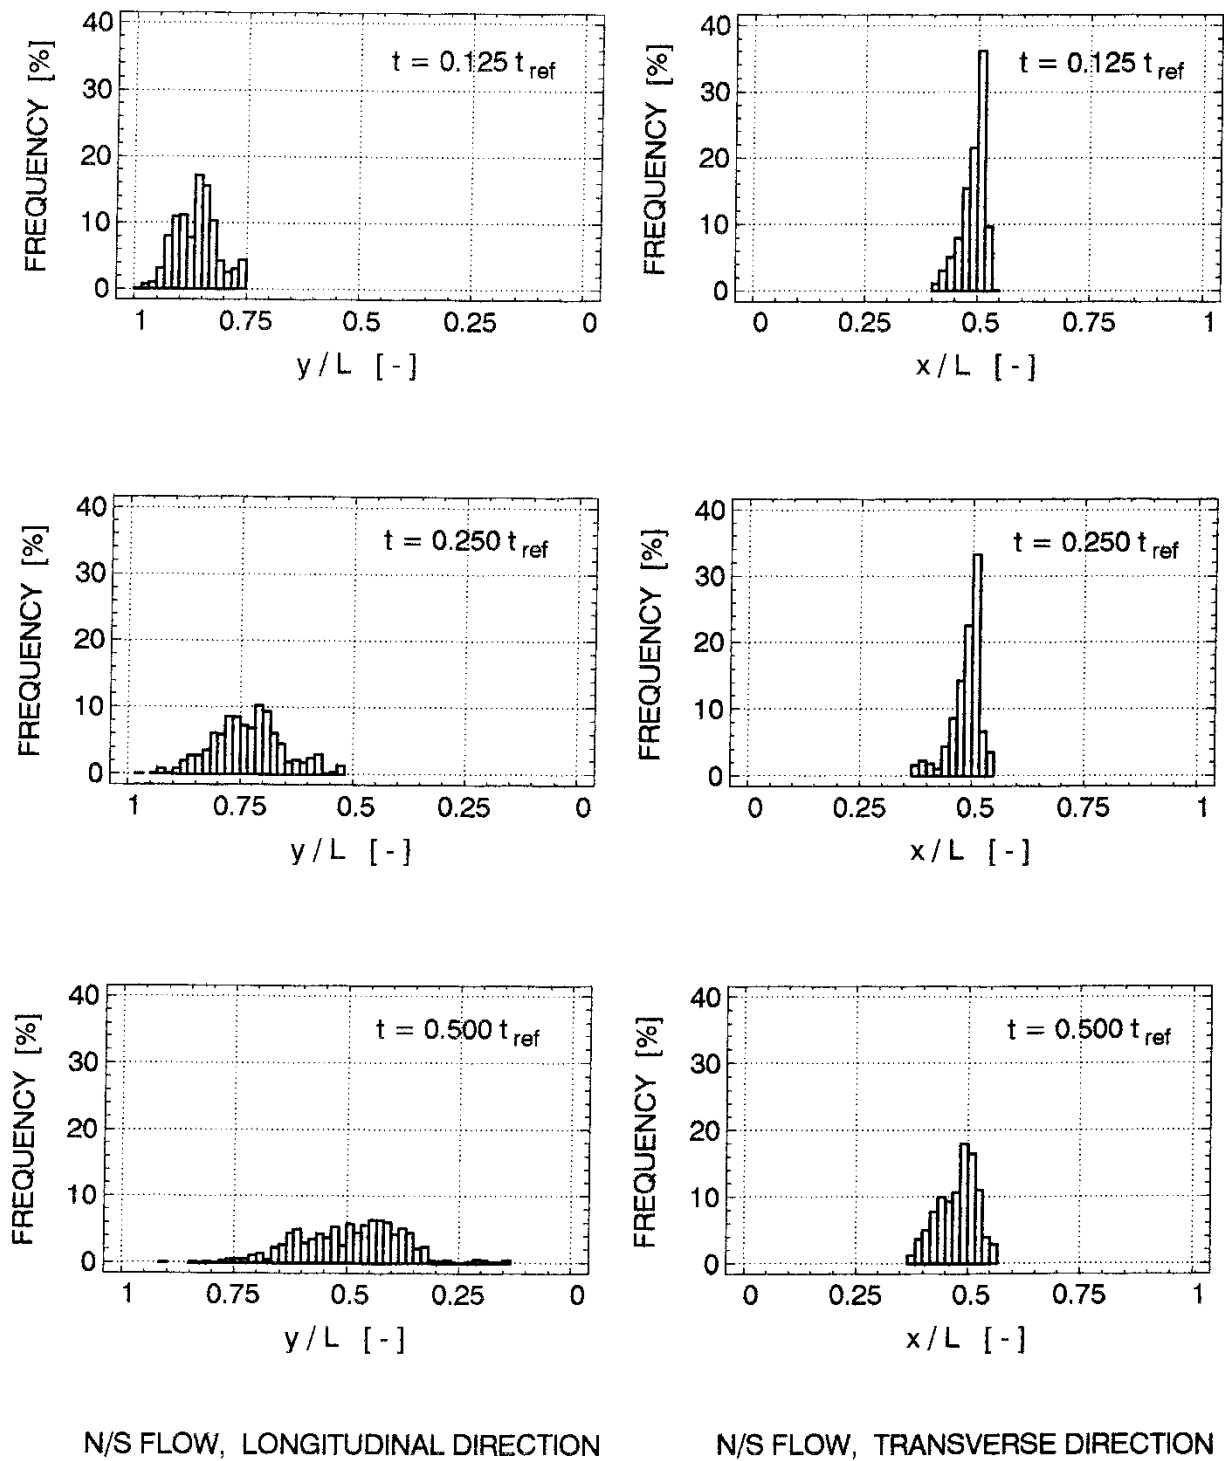 40
30
20
10
0
FREQUENCY [%]
t = 0.125 t ref
1 0.75 0.5 0.25 0
y / L [ - ]
40
30
20
10
0
FREQUENCY [%]
t = 0.125 t ref
0 0.25 0.5 0.75 1
x / L [ - ]
40
30
20
10
0
FREQUENCY [%]
t = 0.250 t ref
1 0.75 0.5 0.25 0
y / L [ - ]
40
30
20
10
0
FREQUENCY [%]
t = 0.250 t ref
0 0.25 0.5 0.75 1
x / L [ - ]
40
30
20
10
0
FREQUENCY [%]
t = 0.500 t ref
1 0.75 0.5 0.25 0
y / L [ - ]
40
30
20
10
0
FREQUENCY [%]
t = 0.500 t ref
0 0.25 0.5 0.75 1
x / L [ - ]
N/S FLOW, LONGITUDINAL DIRECTION
N/S FLOW, TRANSVERSE DIRECTION